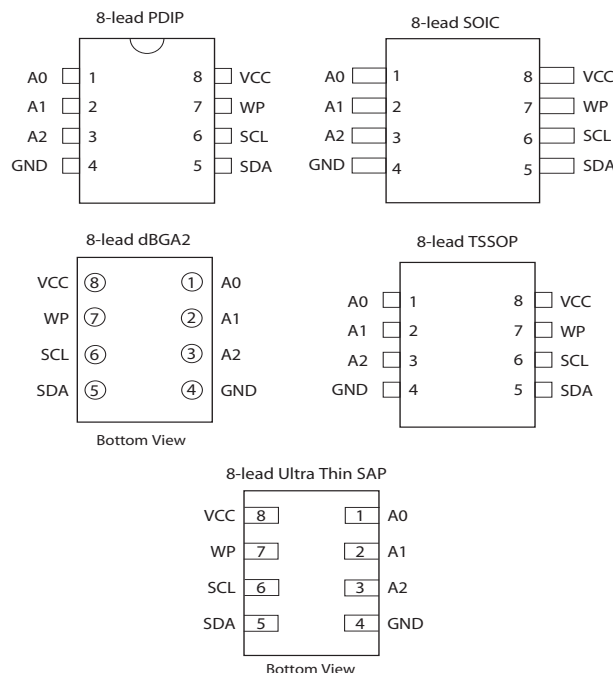 8-lead PDIP
A0 1 8 VCC
A1 2 7 WP
A2 3 6 SCL
GND 4 5 SDA
8-lead SOIC
A0 1 8 VCC
A1 2 7 WP
A2 3 6 SCL
GND 4 5 SDA
8-lead dBGA2
VCC 8 1 A0
WP 7 2 A1
SCL 6 3 A2
SDA 5 4 GND
Bottom View
8-lead TSSOP
A0 1 8 VCC
A1 2 7 WP
A2 3 6 SCL
GND 4 5 SDA
8-lead Ultra Thin SAP
VCC 8 1 A0
WP 7 2 A1
SCL 6 3 A2
SDA 5 4 GND
Bottom View